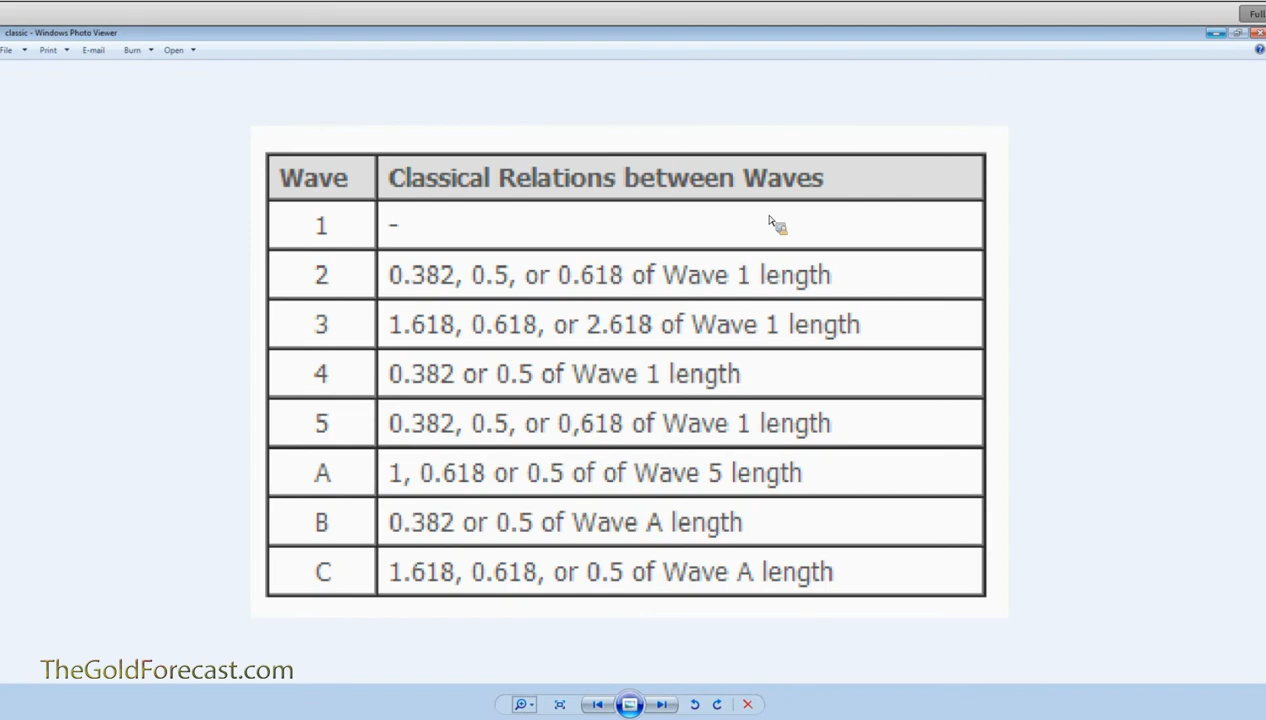 Full
classic - Windows Photo Viewer
File Print E-mail Burn Open
Wave Classical Relations between Waves
1 -
2 0.382, 0.5, or 0.618 of Wave 1 length
3 1.618, 0.618, or 2.618 of Wave 1 length
4 0.382 or 0.5 of Wave 1 length
5 0.382, 0.5, or 0,618 of Wave 1 length
A 1, 0.618 or 0.5 of of Wave 5 length
B 0.382 or 0.5 of Wave A length
C 1.618, 0.618, or 0.5 of Wave A length
TheGoldForecast.com